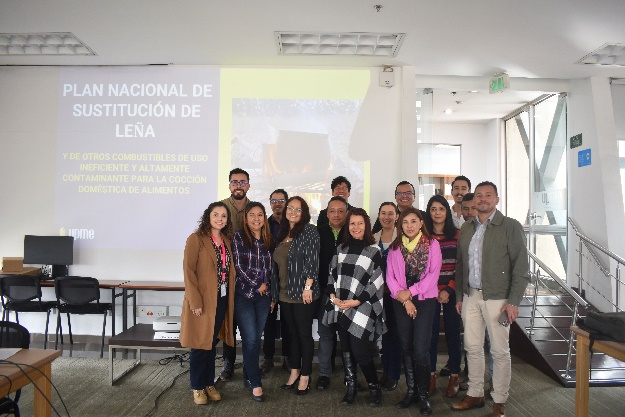 PLAN NACIONAL DE
SUSTITUCIÓN DE
LEÑA
Y DE OTROS COMBUSTIBLES DE USO
INEFICIENTE Y ALTAMENTE
CONTAMINANTE PARA LA COCCIÓN
DOMÉSTICA DE ALIMENTOS
upme